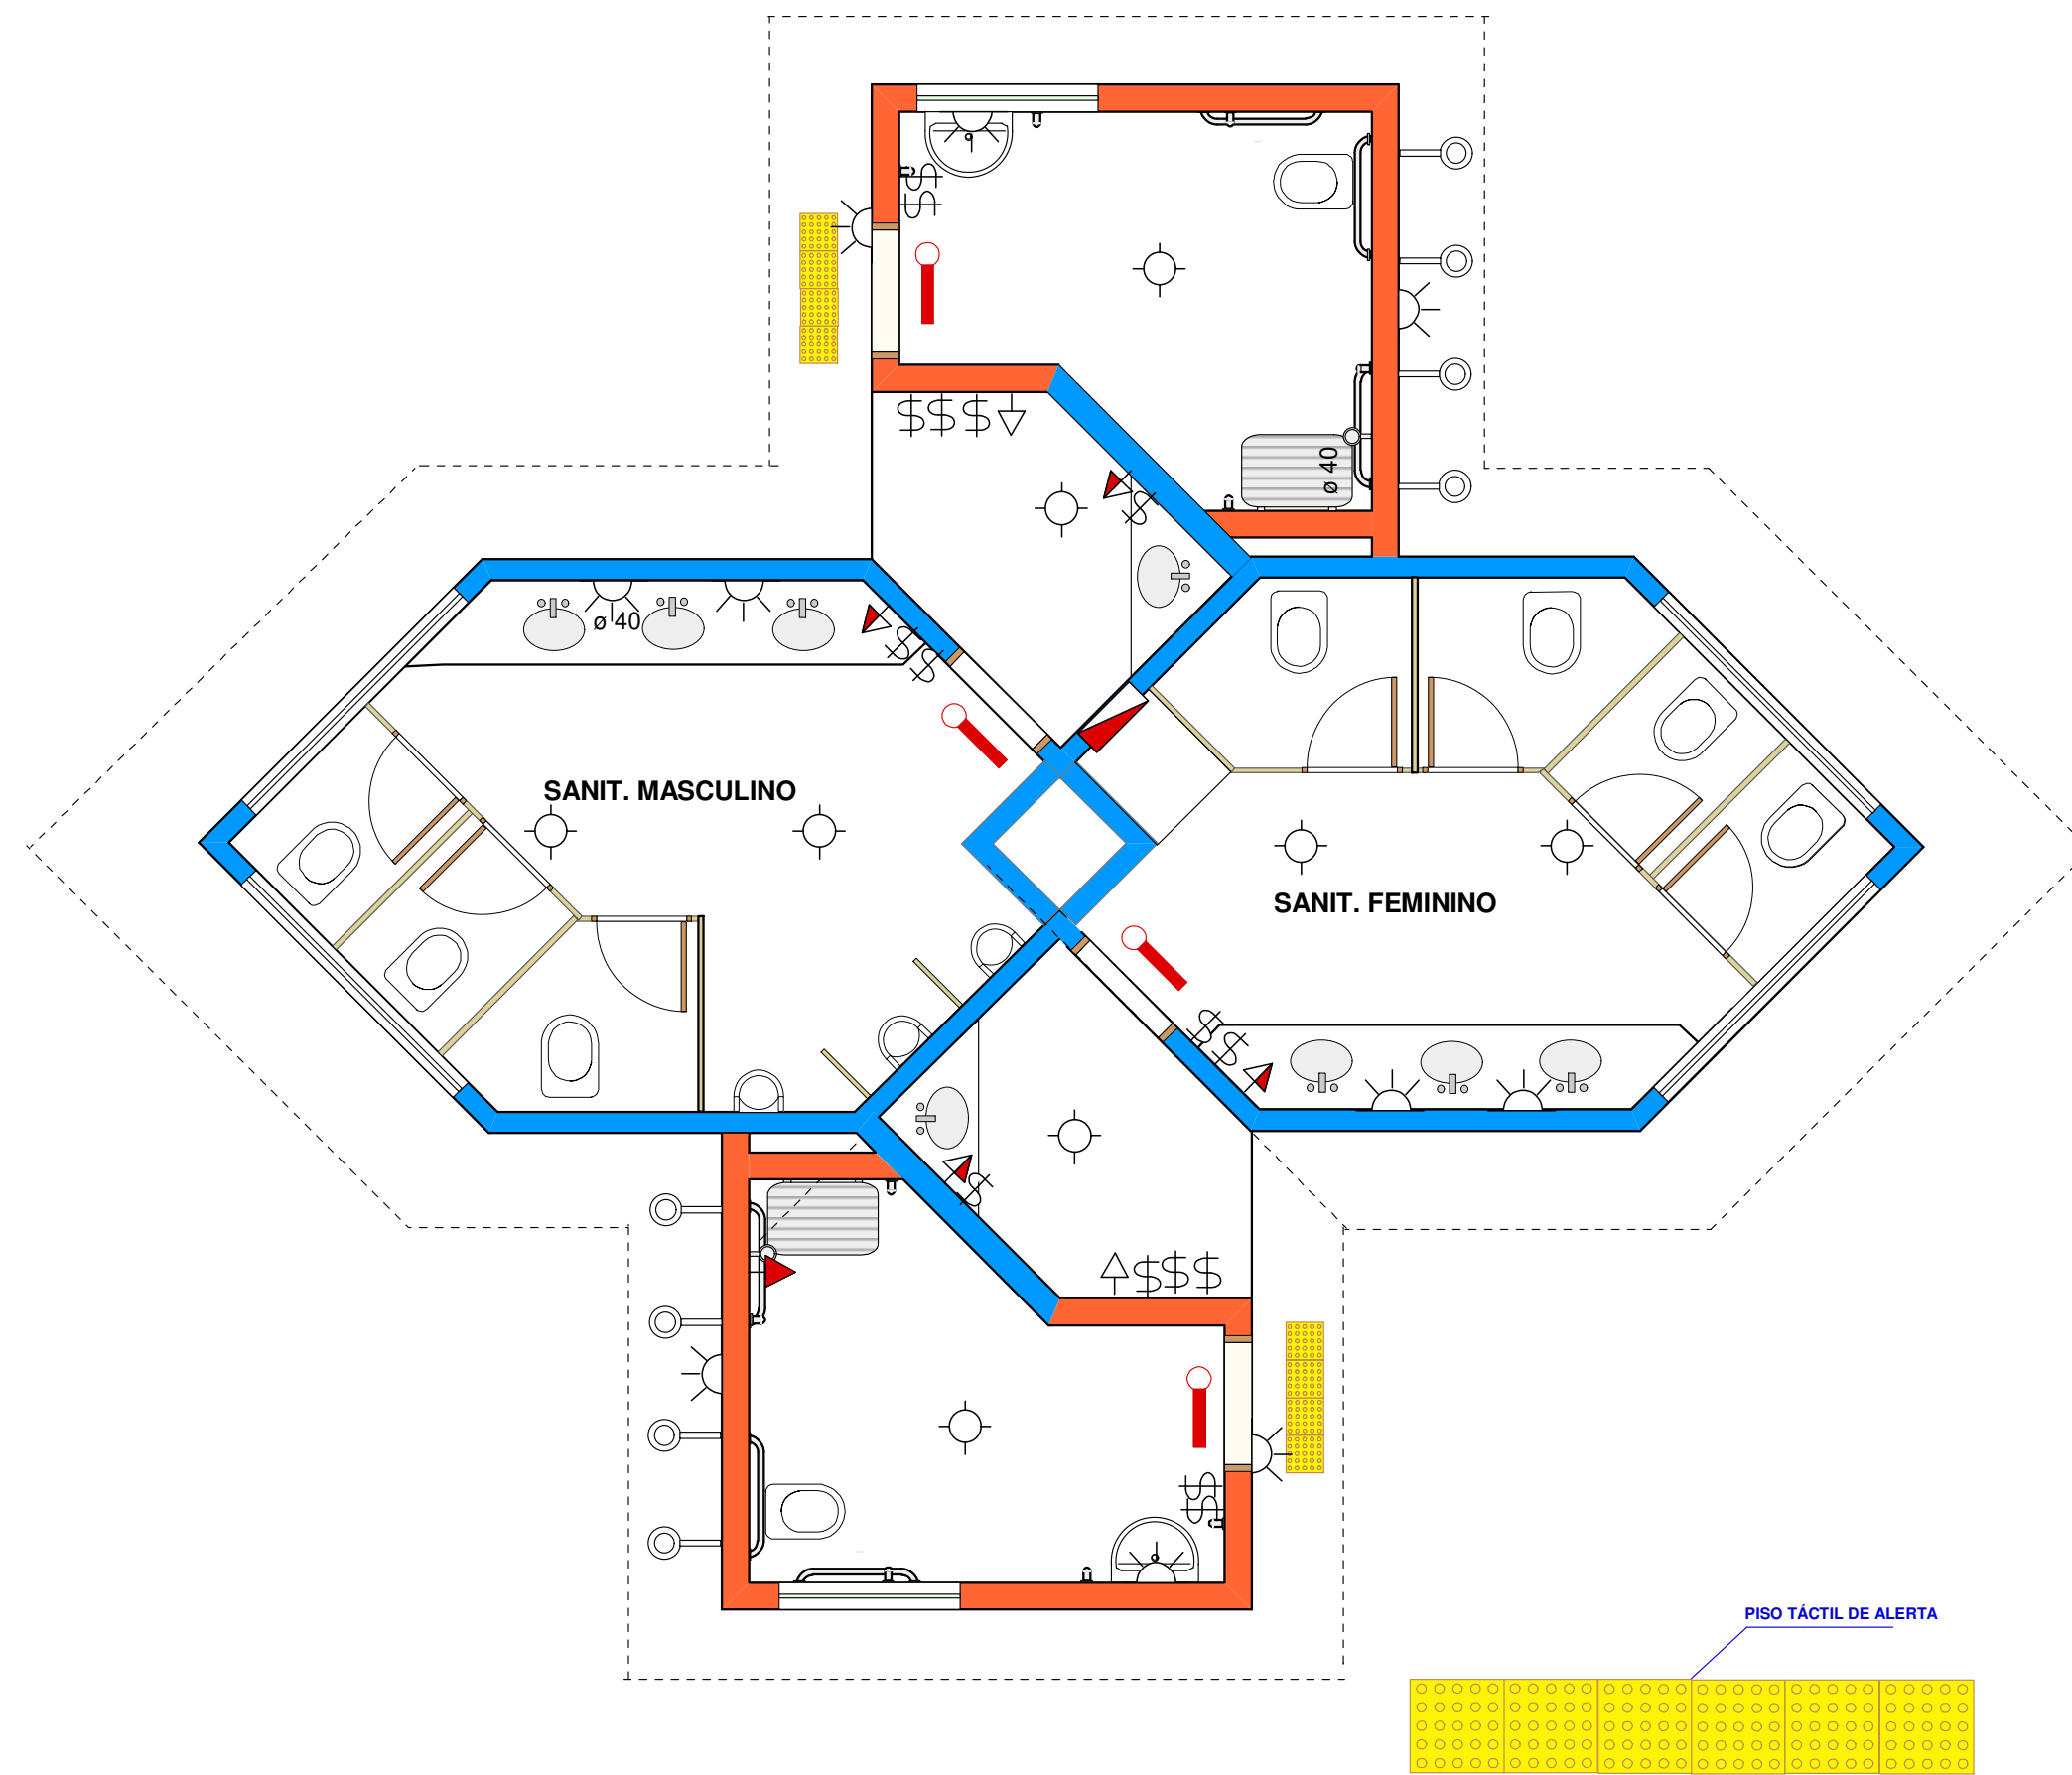 ø 40
ø 40
SANIT. MASCULINO
SANIT. FEMININO
PISO TÁCTIL DE ALERTA